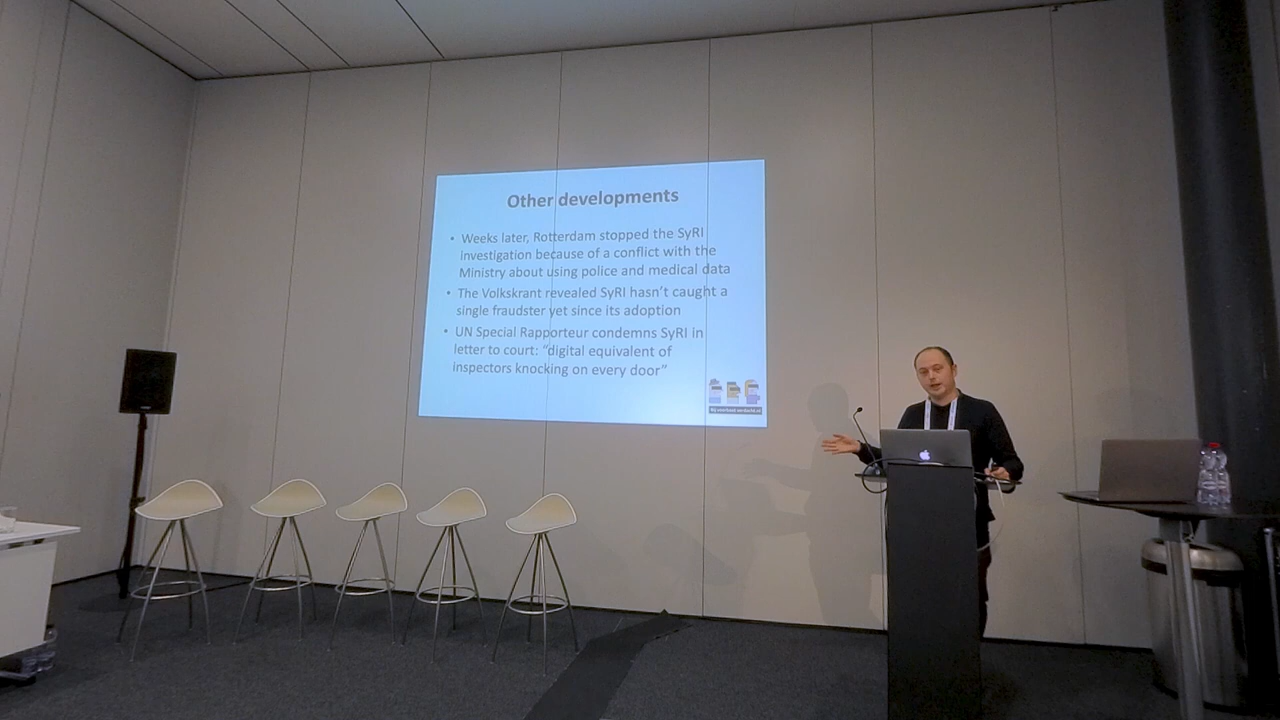 Other developments
• Weeks later, Rotterdam stopped the SyRI
investigation because of a conflict with the
Ministry about using police and medical data
• The Volkskrant revealed SyRI hasn't caught a
single fraudster yet since its adoption
• UN Special Rapporteur condemns SyRI in
letter to court: "digital equivalent of
inspectors knocking on every door"